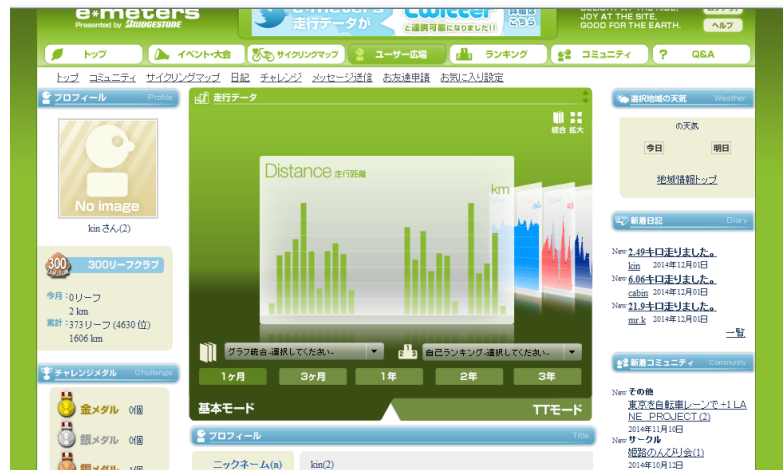 e*meters
Presented by BRIDGESTONE
走行データが
Twitter
と連携可能になりました!!
詳細は
こちら
JOY AT THE SITE,
GOOD FOR THE EARTH.
ヘルプ
トップ
イベント・大会
サイクリングマップ
ユーザー広場
ランキング
コミュニティ
Q&A
トップ コミュニティ サイクリングマップ 日記 チャレンジ メッセージ送信 お友達申請 お気に入り設定
プロフィール Profile
No image
kin さん(2)
300 300リーフクラブ
今月:0リーフ
2 km
累計:373リーフ (4630 位)
1606 km
チャレンジメダル Challenge
金メダル 0個
銀メダル 0個
走行データ
統合 拡大
Distance 走行距離
km
グラフ統合-選択してください-
自己ランキング-選択してください-
1ヶ月 3ヶ月 1年 2年 3年
基本モード
TTモード
プロフィール Title
ニックネーム(n) kin(2)
選択地域の天気 Weather
の天気
今日 明日
地域情報トップ
新着日記 Diary
New 2.49キロ走りました。
kin 2014年12月01日
New 6.06キロ走りました。
cabin 2014年12月01日
New 21.9キロ走りました。
mr.k 2014年12月01日
一覧
新着コミュニティ Community
New その他
東京を自転車レーンで +1 LA
NE PROJECT (2)
2014年11月10日
New サークル
姫路のんびり会(1)
2014年10月12日